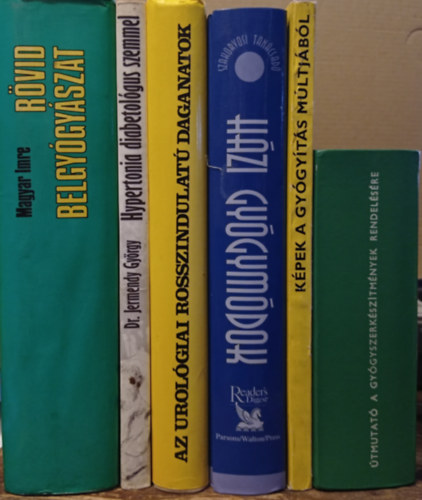 Magyar Imre
RÖVID
BELGYÓGYÁSZAT
Dr. Jermendy György Hypertonia diabetológus szemmel
AZ UROLÓGIAI ROSSZINDULATÚ DAGANATOK
SZABADVOSI TANÁCSADÓ
HÁZI GYÓGYMÓDOK
Reader's
Digest
Parsons/Walton/Press
KÉPEK A GYÓGYÍTÁS MÚLTJÁBÓL
ÚTMUTATÓ A GYÓGYSZERKÉSZÍTMÉNYEK RENDELÉSÉRE